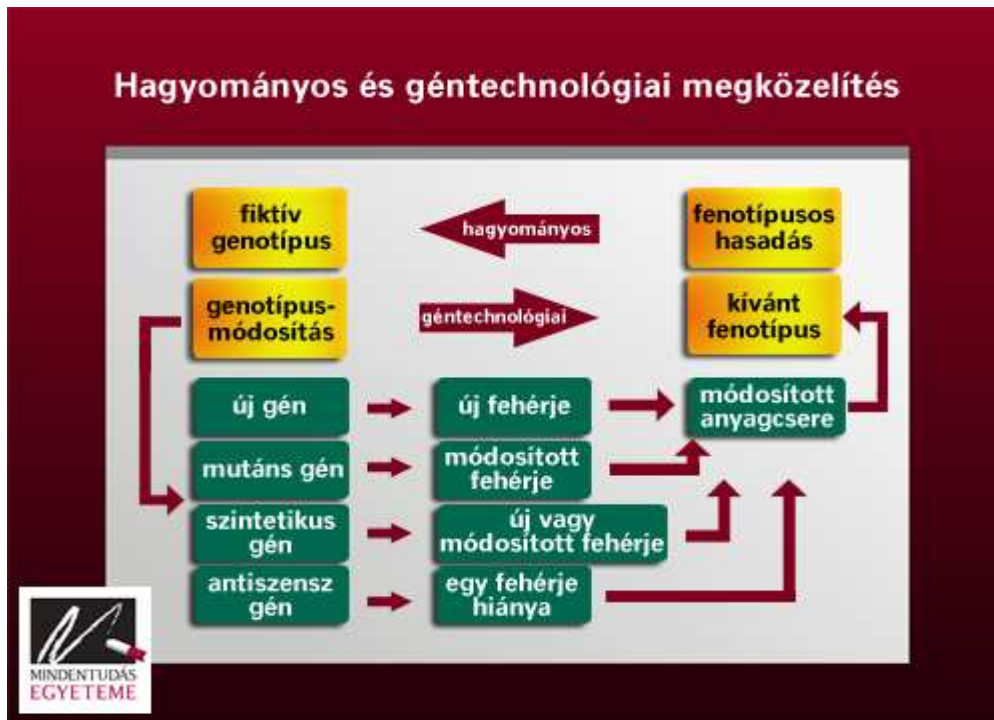 Hagyományos és géntechnológiai megközelítés
fiktív
genotípus
hagyományos
fenotípusos
hasadás
genotípus-
módosítás
géntechnológiai
kívánt
fenotípus
új gén
új fehérje
módosított
anyagcsere
mutáns gén
módosított
fehérje
szintetikus
gén
új vagy
módosított fehérje
antiszensz
gén
egy fehérje
hiánya
MINDENTUDÁS
EGYETEME